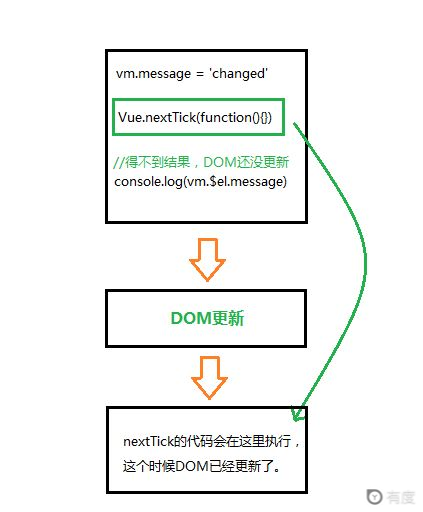 vm.message = 'changed'
Vue.nextTick(function(){})
//得不到结果，DOM还没更新
console.log(vm.$el.message)
DOM更新
nextTick的代码会在这里执行，
这个时候DOM已经更新了。
有度